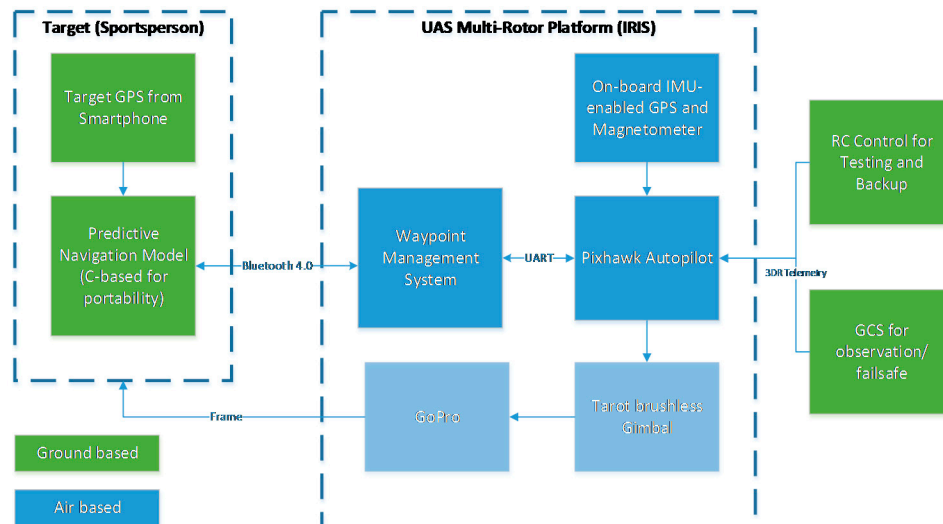 Target (Sportsperson)
UAS Multi-Rotor Platform (IRIS)
Target GPS from
Smartphone
On-board IMU-
enabled GPS and
Magnetometer
RC Control for
Testing and
Backup
Predictive
Navigation Model
(C-based for
portability)
Bluetooth 4.0
Waypoint
Management
System
UART
Pixhawk Autopilot
3DR Telemetry
GCS for
observation/
failsafe
Frame
GoPro
Tarot brushless
Gimbal
Ground based
Air based